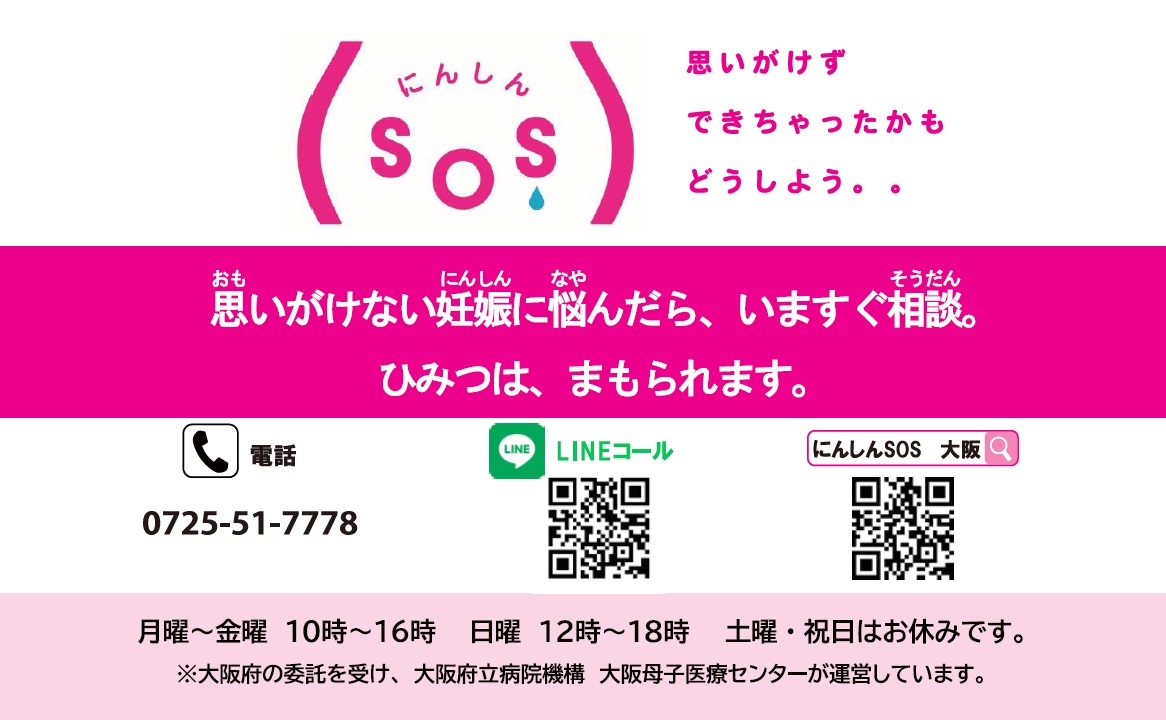 にんしん
SOS
思いがけず
できちゃったかも
どうしよう。。
おも にんしん なや そうだん
思いがけない妊娠に悩んだら、いますぐ相談。
ひみつは、まもられます。
電話
0725-51-7778
LINE
LINEコール
にんしんSOS 大阪
月曜～金曜 10時～16時 日曜 12時～18時 土曜・祝日はお休みです。
※大阪府の委託を受け、大阪府立病院機構 大阪母子医療センターが運営しています。